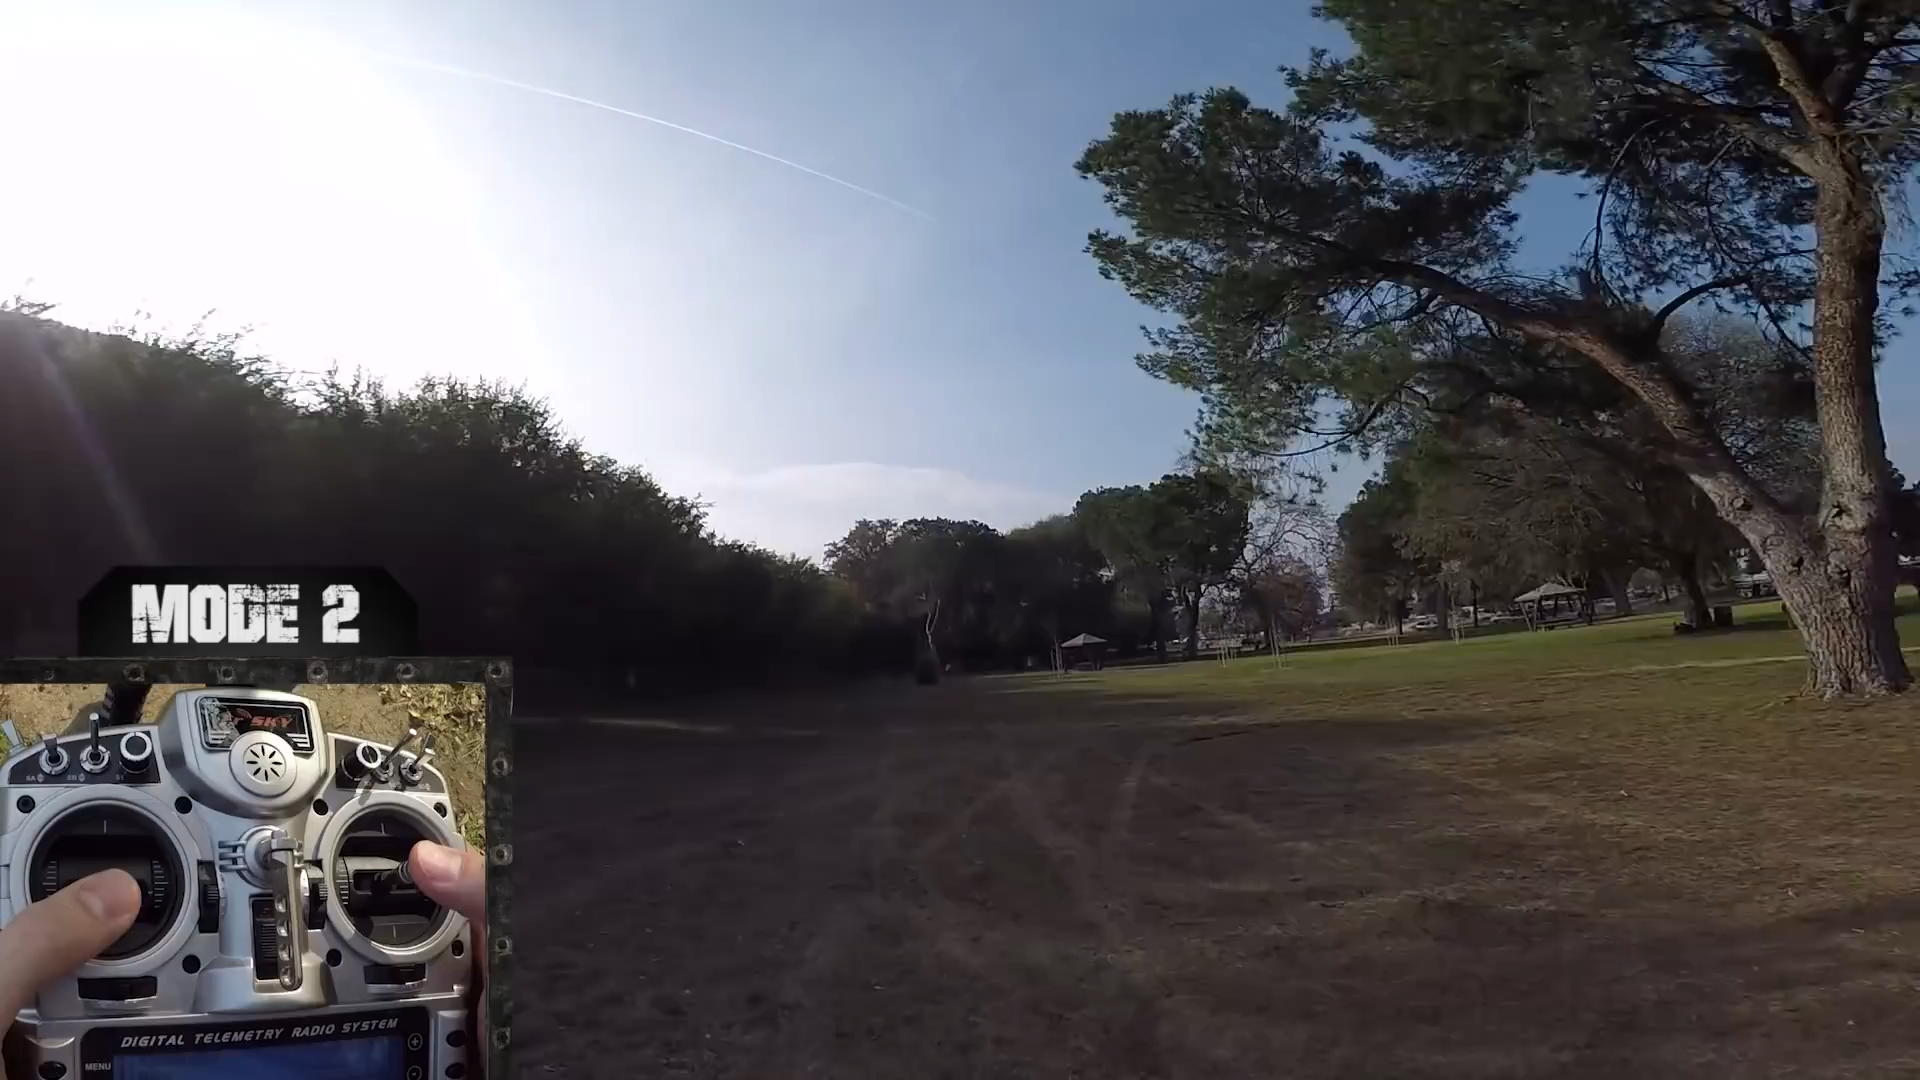 MODE 2
SKY
DIGITAL TELEMETRY RADIO SYSTEM
MENU